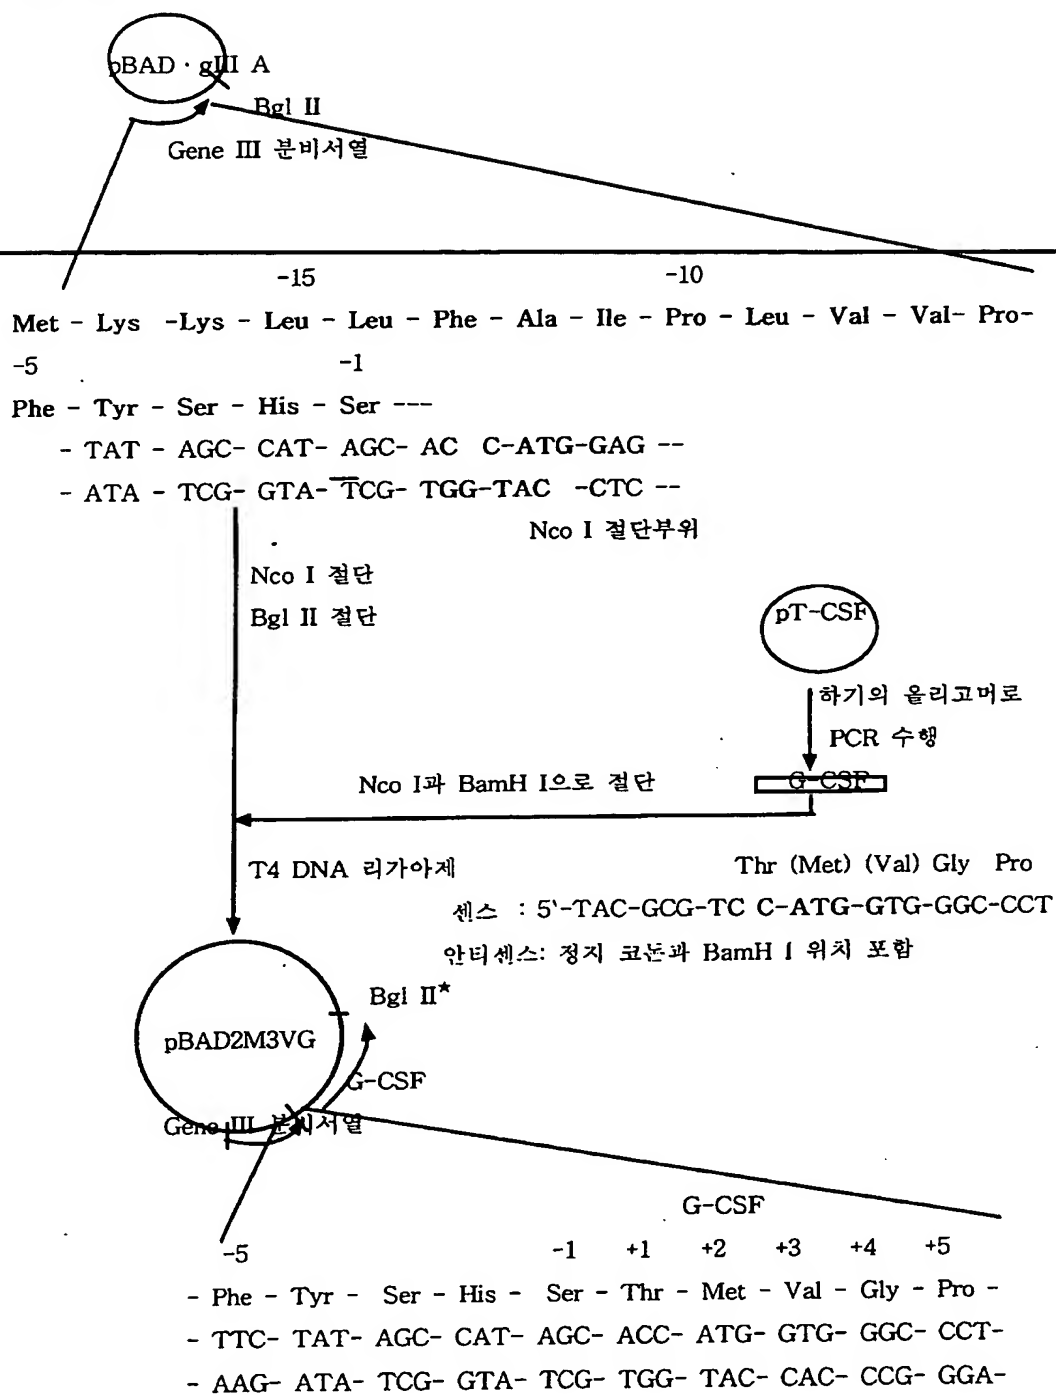 pBAD · gIII A
Bgl II
Gene III 분비서열
-15 -10
Met - Lys -Lys - Leu - Leu - Phe - Ala - Ile - Pro - Leu - Val - Val- Pro-
-5 -1
Phe - Tyr - Ser - His - Ser ---
- TAT - AGC- CAT- AGC- AC C-ATG-GAG --
- ATA - TCG- GTA- TCG- TGG-TAC -CTC --
Nco I 절단부위
Nco I 절단
Bgl II 절단
pT-CSF
하기의 올리고머로
PCR 수행
G-CSF
Nco I과 BamH I으로 절단
T4 DNA 리가아제
Thr (Met) (Val) Gly Pro
센스 : 5'-TAC-GCG-TC C-ATG-GTG-GGC-CCT
안티센스: 정지 코돈과 BamH I 위치 포함
Bgl II*
pBAD2M3VG
G-CSF
Gene III 분비서열
G-CSF
-5 -1 +1 +2 +3 +4 +5
- Phe - Tyr - Ser - His - Ser - Thr - Met - Val - Gly - Pro -
- TTC- TAT- AGC- CAT- AGC- ACC- ATG- GTG- GGC- CCT-
- AAG- ATA- TCG- GTA- TCG- TGG- TAC- CAC- CCG- GGA-